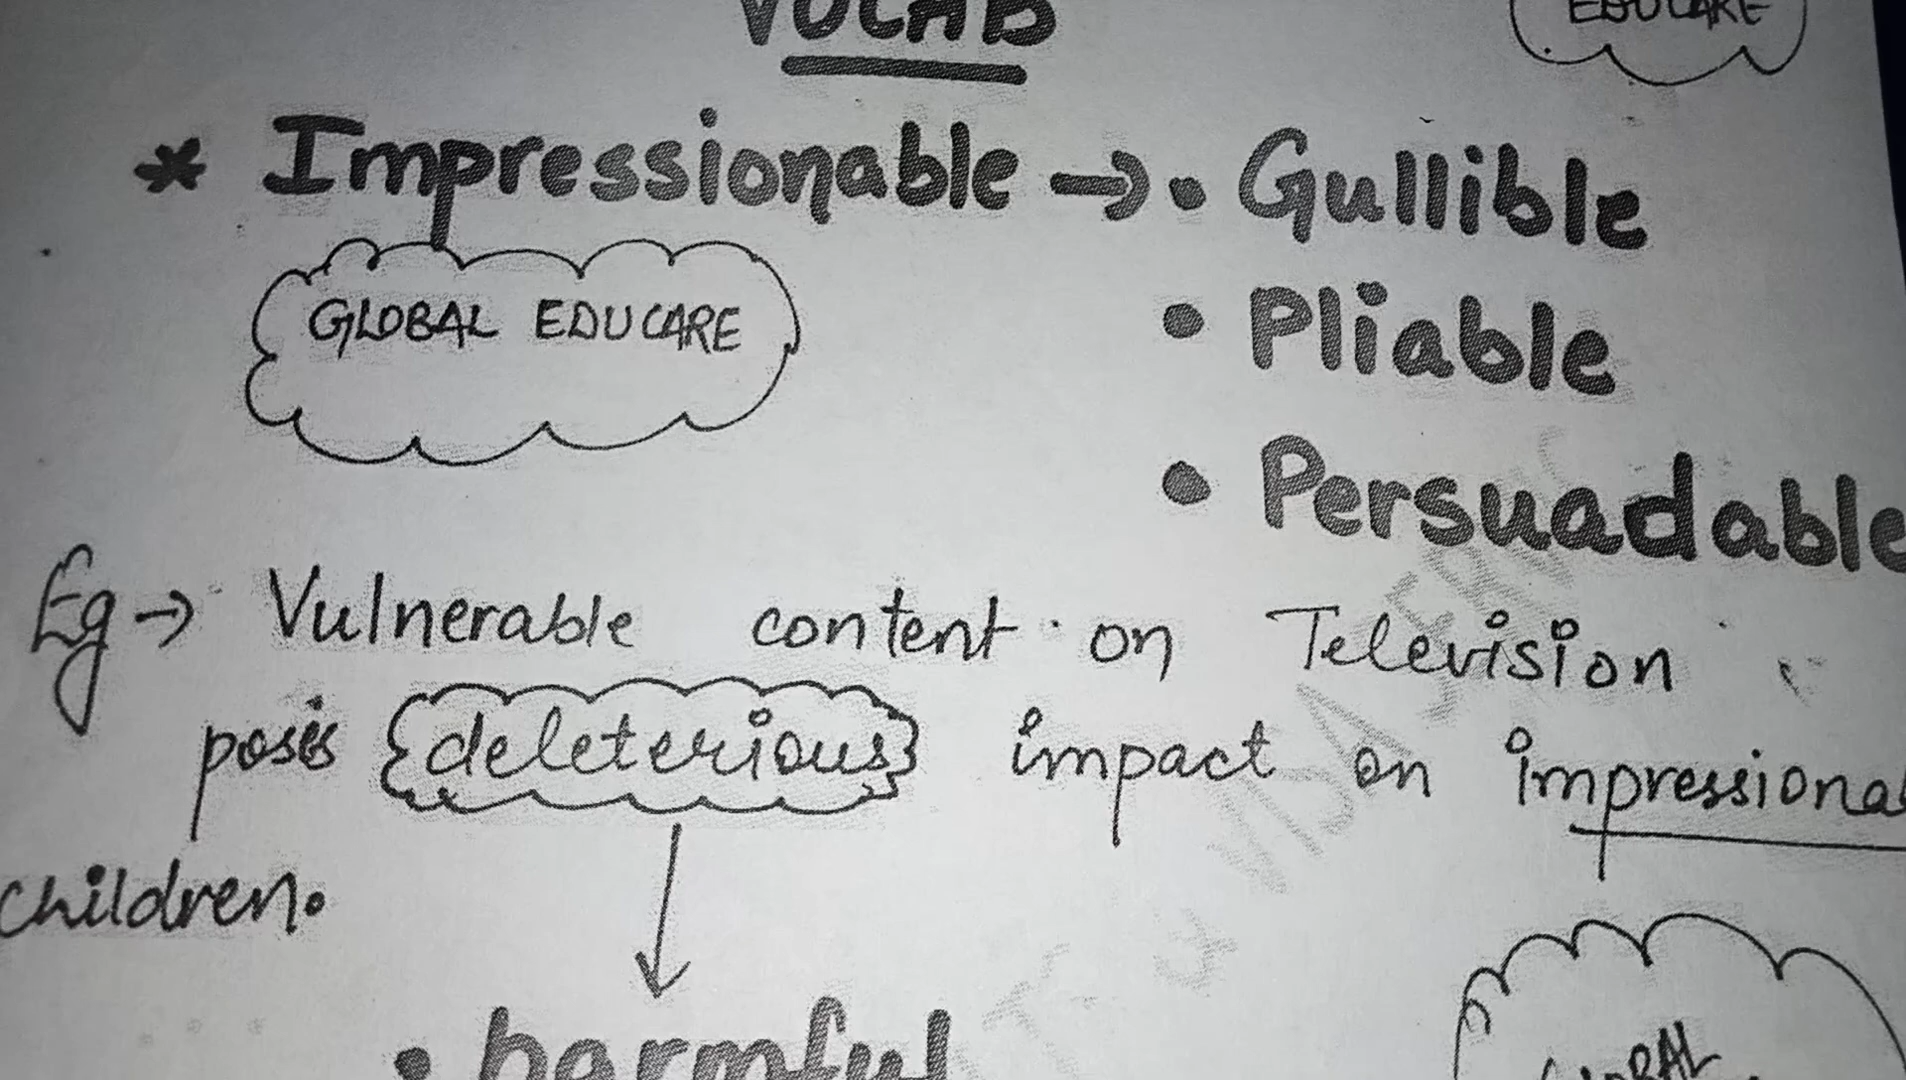 VOCAB
EDUCARE
* Impressionable → • Gullible
GLOBAL EDUCARE
• Pliable
• Persuadable
Eg → Vulnerable content on Television
poses {deleterious} impact on impressiona
children.
• harmful